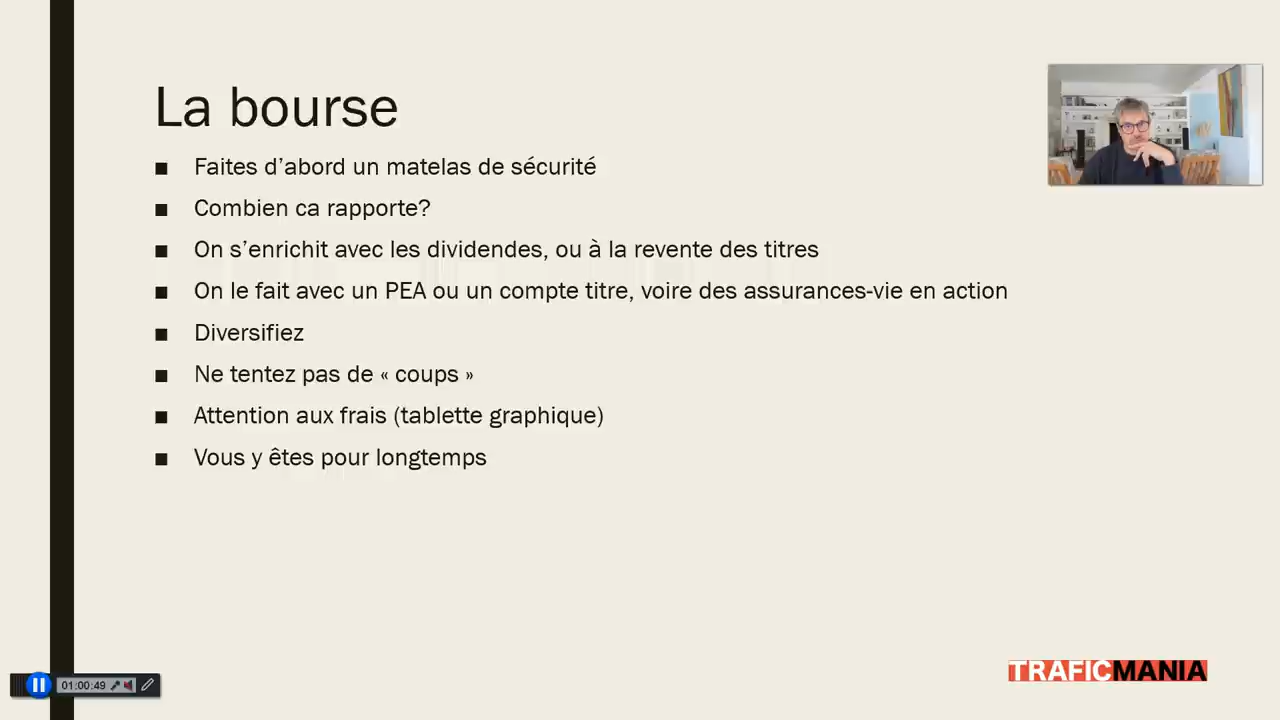 La bourse
Faites d’abord un matelas de sécurité
Combien ca rapporte?
On s’enrichit avec les dividendes, ou à la revente des titres
On le fait avec un PEA ou un compte titre, voire des assurances-vie en action
Diversifiez
Ne tentez pas de « coups »
Attention aux frais (tablette graphique)
Vous y êtes pour longtemps
TRAFICMANIA
01:00:49